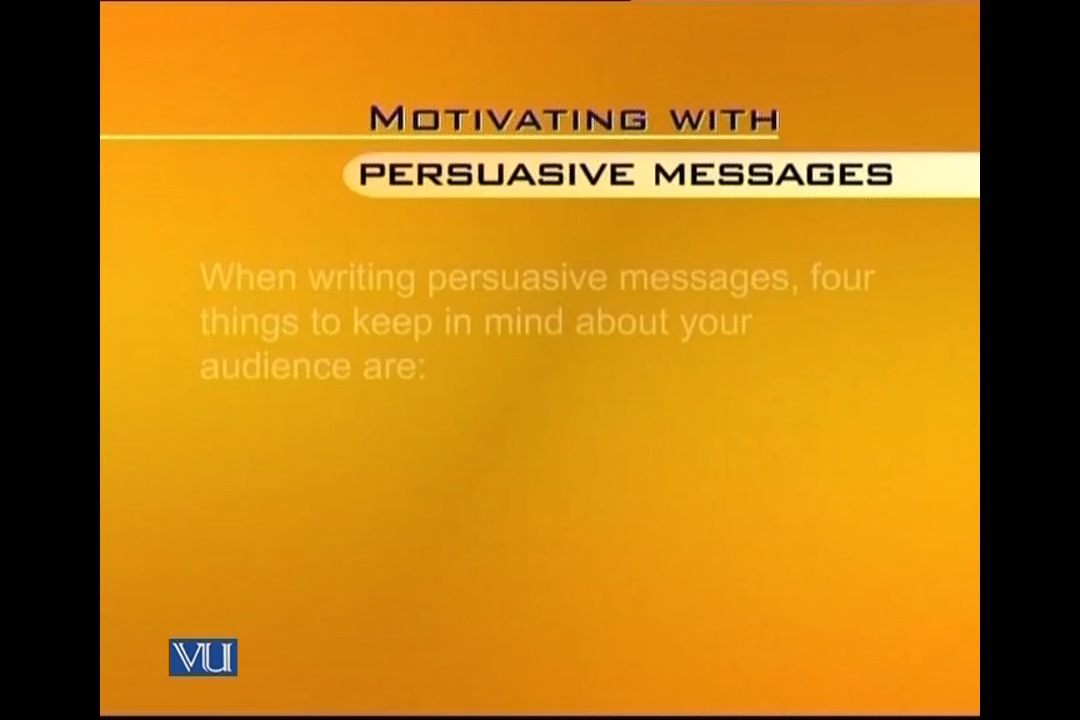 MOTIVATING WITH
PERSUASIVE MESSAGES
When writing persuasive messages, four
things to keep in mind about your
audience are:
VU